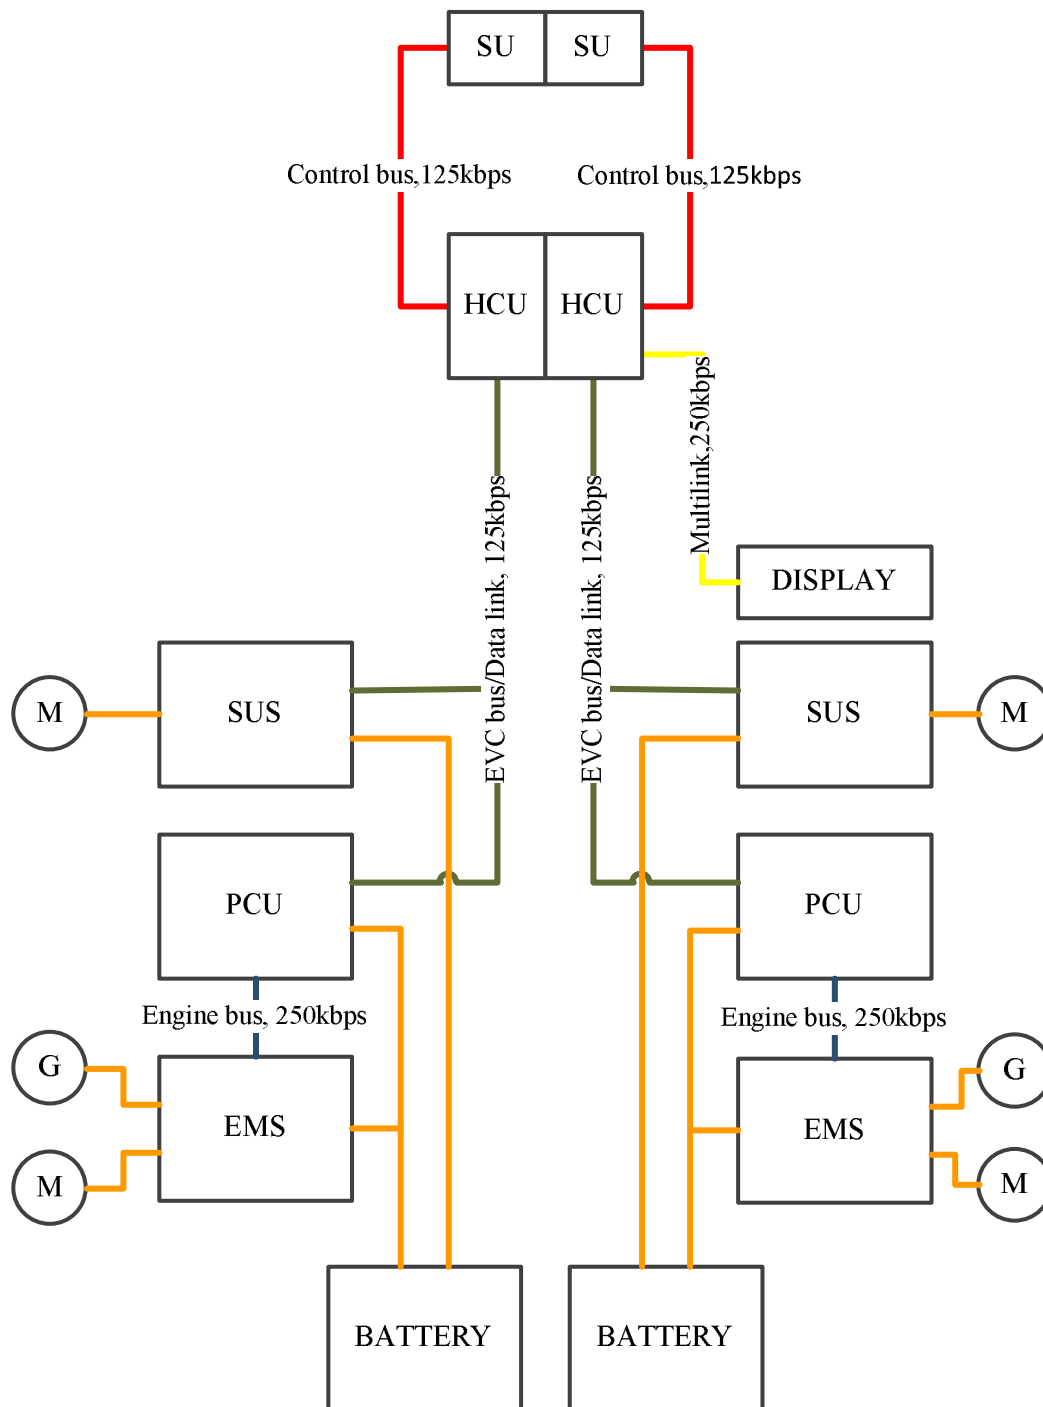 SU
SU
Control bus,125kbps
Control bus,125kbps
HCU
HCU
Multilink,250kbps
EVC bus/Data link, 125kbps
EVC bus/Data link, 125kbps
DISPLAY
M
SUS
SUS
M
PCU
PCU
Engine bus, 250kbps
Engine bus, 250kbps
G
EMS
M
G
EMS
M
BATTERY
BATTERY